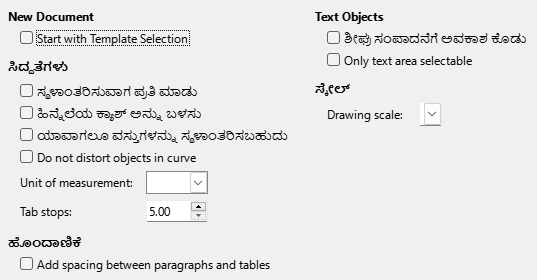 New Document
Start with Template Selection
ಸಿದ್ಧತೆಗಳು
ಸ್ಥಳಾಂತರಿಸುವಾಗ ಪ್ರತಿ ಮಾಡು
ಹಿನ್ನೆಲೆಯ ಕ್ಯಾಶ್ ಅನ್ನು ಬಳಸು
ಯಾವಾಗಲೂ ವಸ್ತುಗಳನ್ನು ಸ್ಥಳಾಂತರಿಸಬಹುದು
Do not distort objects in curve
Unit of measurement:
Tab stops:
5.00
ಹೊಂದಾಣಿಕೆ
Add spacing between paragraphs and tables
Text Objects
ಶೀಘ್ರ ಸಂಪಾದನೆಗೆ ಅವಕಾಶ ಕೊಡು
Only text area selectable
ಸ್ಕೇಲ್
Drawing scale: